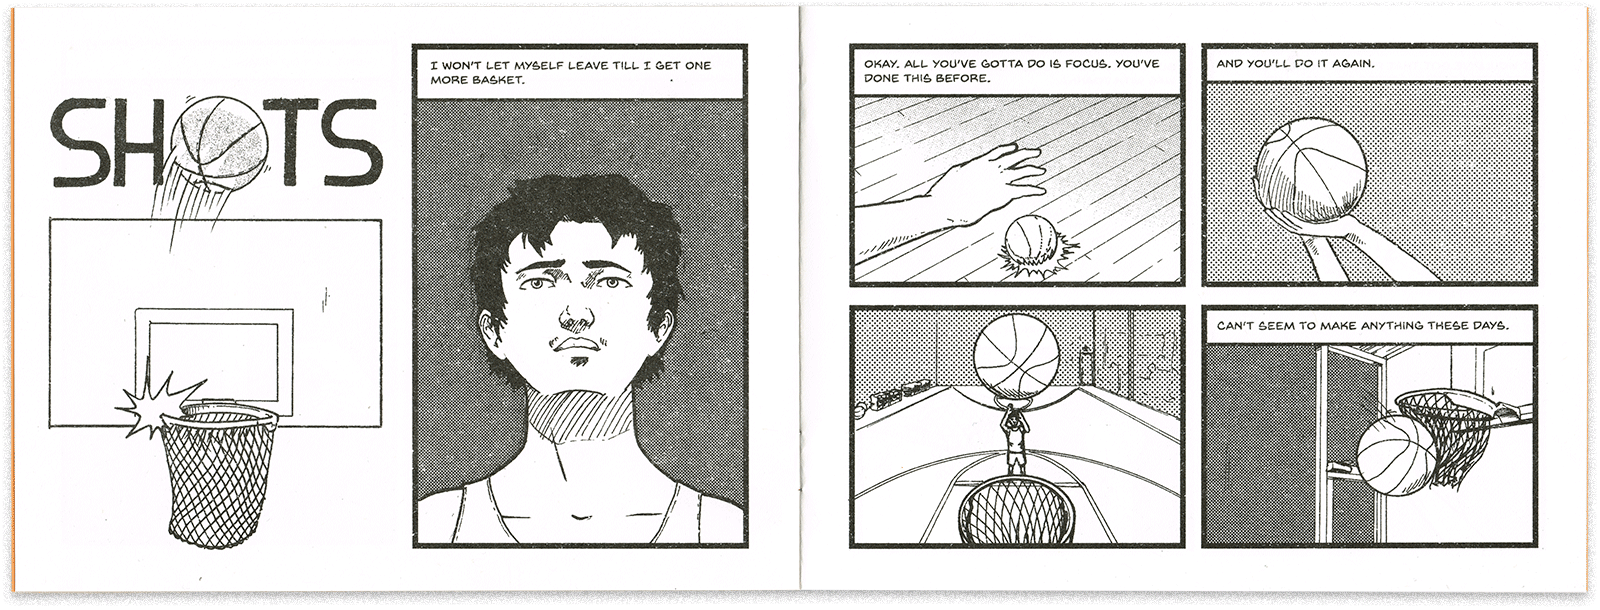 SHOTS
I WON'T LET MYSELF LEAVE TILL I GET ONE
MORE BASKET.
OKAY. ALL YOU'VE GOTTA DO IS FOCUS. YOU'VE
DONE THIS BEFORE.
AND YOU'LL DO IT AGAIN.
CAN'T SEEM TO MAKE ANYTHING THESE DAYS.